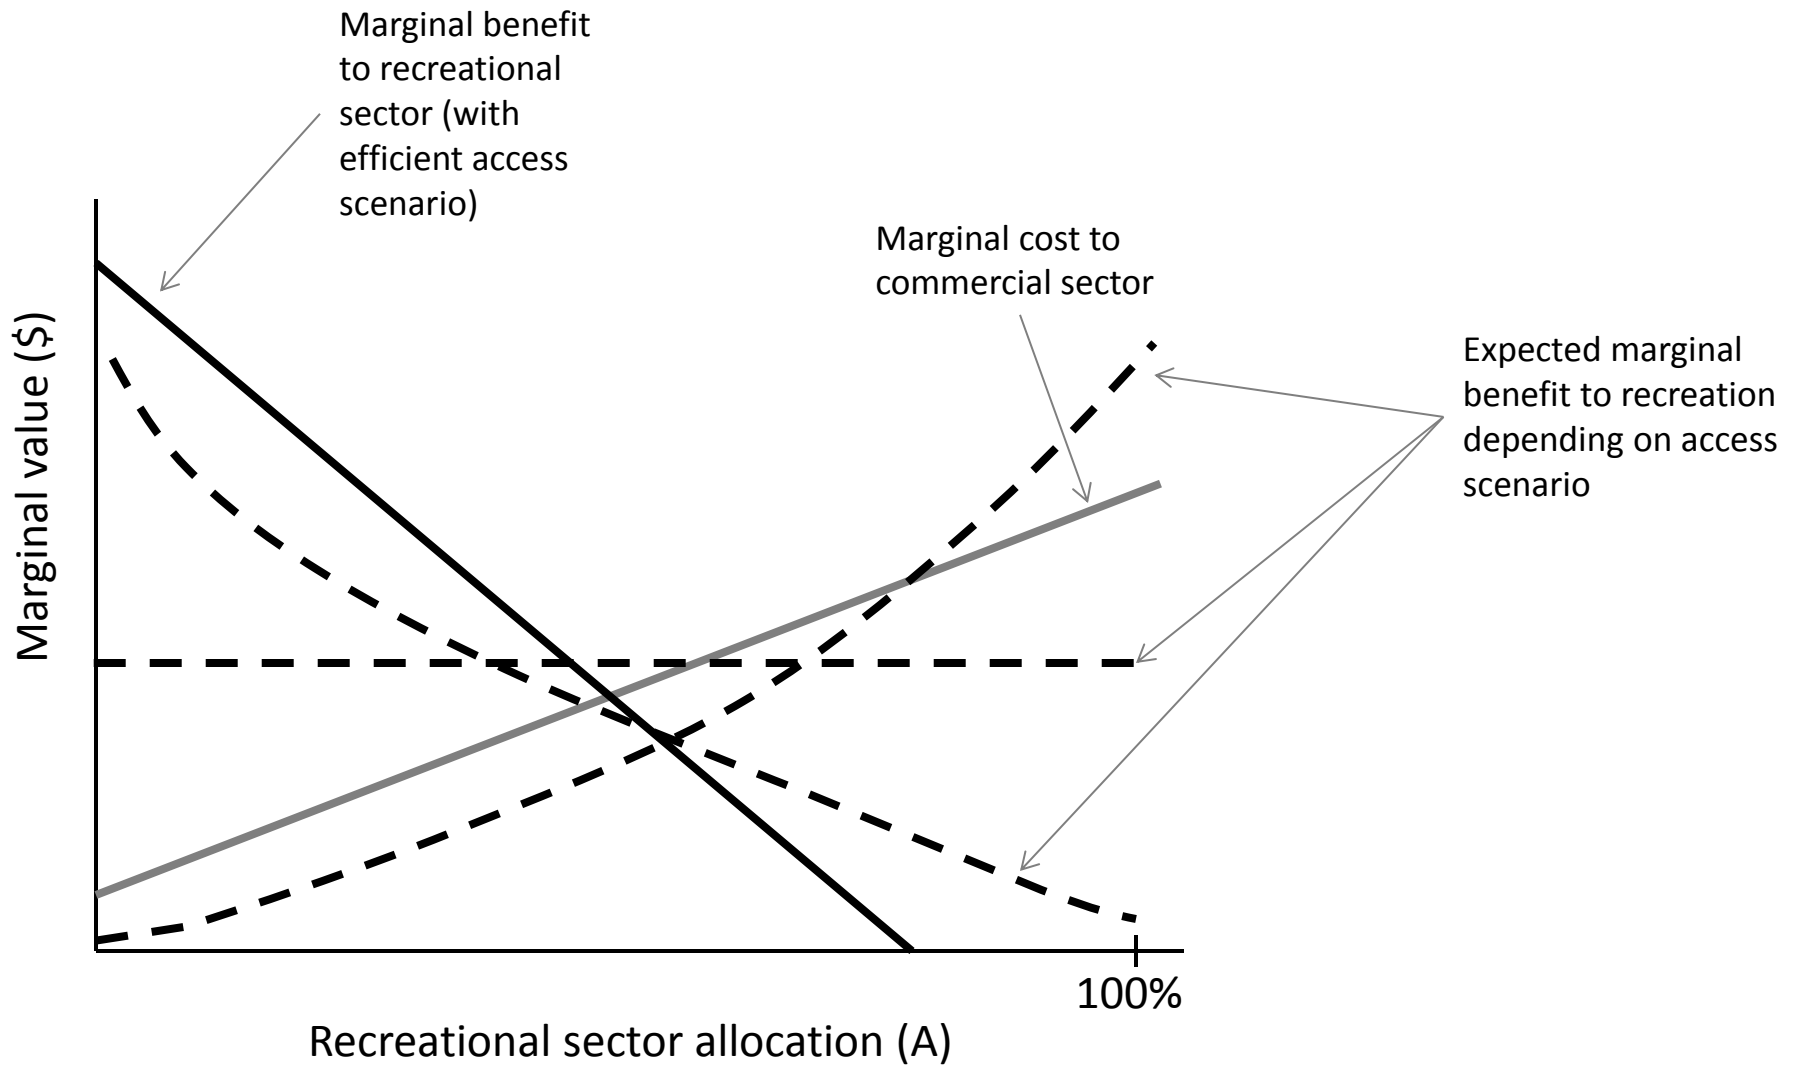 Marginal benefit
to recreational
sector (with
efficient access
scenario)
Marginal cost to
commercial sector
Expected marginal
benefit to recreation
depending on access
scenario
Marginal value ($)
100%
Recreational sector allocation (A)